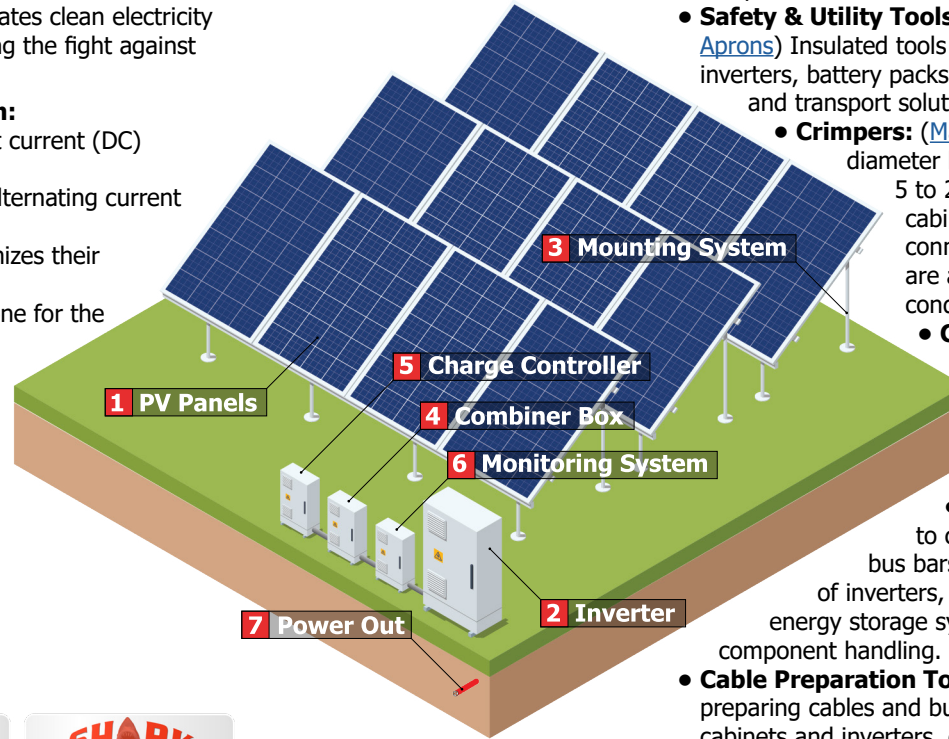 ates clean electricity
g the fight against
n:
t current (DC)
lternating current
nizes their
ne for the
• Safety & Utility Tools
Aprons) Insulated tools
inverters, battery packs
and transport solut
• Crimpers: (M
diameter
5 to 2
cabi
conn
are a
cond
• C
3 Mounting System
5 Charge Controller
1 PV Panels
4 Combiner Box
6 Monitoring System
2 Inverter
7 Power Out
to c
bus bars
of inverters,
energy storage sy
component handling.
• Cable Preparation To
preparing cables and bu
cabinets and inverters,
SHARK